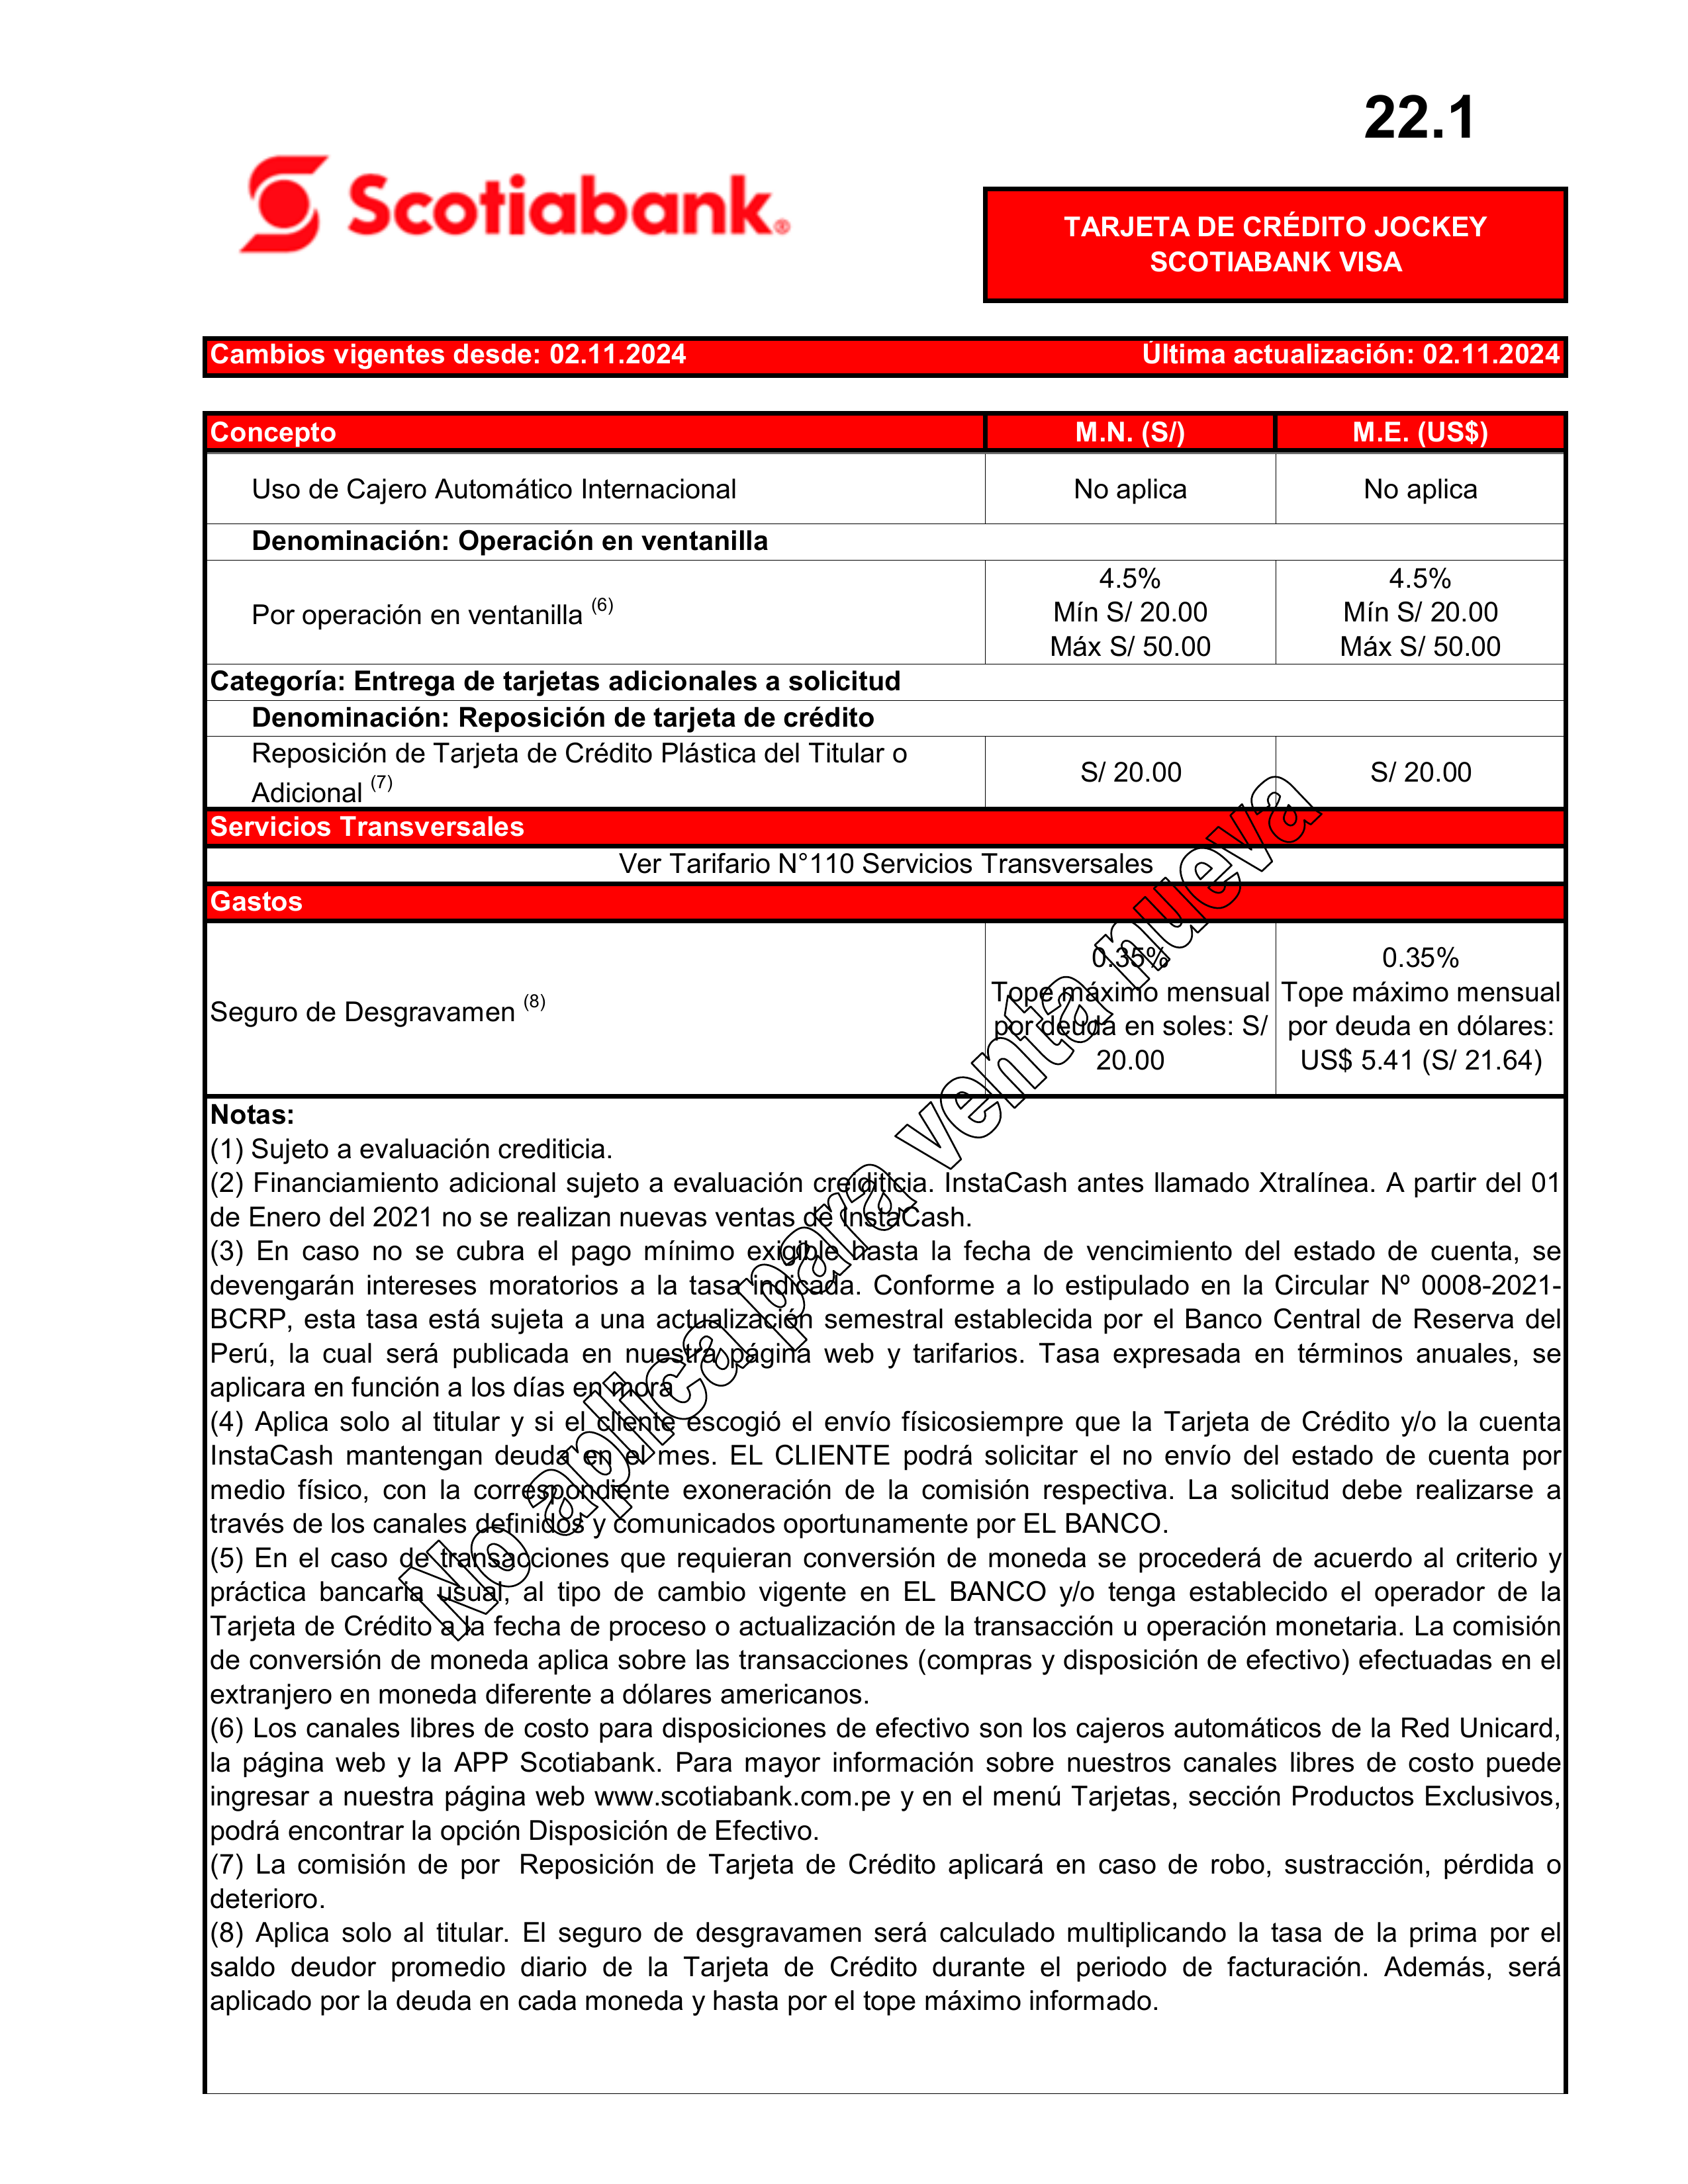 22.1
Scotiabank®
TARJETA DE CRÉDITO JOCKEY
SCOTIABANK VISA
Cambios vigentes desde: 02.11.2024 Última actualización: 02.11.2024
Concepto M.N. (S/) M.E. (US$)
Uso de Cajero Automático Internacional No aplica No aplica
Denominación: Operación en ventanilla
Por operación en ventanilla (6)
4.5% 4.5%
Mín S/ 20.00 Mín S/ 20.00
Máx S/ 50.00 Máx S/ 50.00
Categoría: Entrega de tarjetas adicionales a solicitud
Denominación: Reposición de tarjeta de crédito
Reposición de Tarjeta de Crédito Plástica del Titular o
Adicional (7)
S/ 20.00 S/ 20.00
Servicios Transversales
Ver Tarifario N°110 Servicios Transversales
Gastos
Seguro de Desgravamen (8)
0.35%
Tope máximo mensual
por deuda en soles: S/
20.00
0.35%
Tope máximo mensual
por deuda en dólares:
US$ 5.41 (S/ 21.64)
Notas:
(1) Sujeto a evaluación crediticia.
(2) Financiamiento adicional sujeto a evaluación creiditicia. InstaCash antes llamado Xtralínea. A partir del 01
de Enero del 2021 no se realizan nuevas ventas de InstaCash.
(3) En caso no se cubra el pago mínimo exigible hasta la fecha de vencimiento del estado de cuenta, se
devengarán intereses moratorios a la tasa indicada. Conforme a lo estipulado en la Circular Nº 0008-2021-
BCRP, esta tasa está sujeta a una actualización semestral establecida por el Banco Central de Reserva del
Perú, la cual será publicada en nuestra página web y tarifarios. Tasa expresada en términos anuales, se
aplicara en función a los días en mora
(4) Aplica solo al titular y si el cliente escogió el envío físicosiempre que la Tarjeta de Crédito y/o la cuenta
InstaCash mantengan deuda en el mes. EL CLIENTE podrá solicitar el no envío del estado de cuenta por
medio físico, con la correspondiente exoneración de la comisión respectiva. La solicitud debe realizarse a
través de los canales definidos y comunicados oportunamente por EL BANCO.
(5) En el caso de transacciones que requieran conversión de moneda se procederá de acuerdo al criterio y
práctica bancaria usual, al tipo de cambio vigente en EL BANCO y/o tenga establecido el operador de la
Tarjeta de Crédito a la fecha de proceso o actualización de la transacción u operación monetaria. La comisión
de conversión de moneda aplica sobre las transacciones (compras y disposición de efectivo) efectuadas en el
extranjero en moneda diferente a dólares americanos.
(6) Los canales libres de costo para disposiciones de efectivo son los cajeros automáticos de la Red Unicard,
la página web y la APP Scotiabank. Para mayor información sobre nuestros canales libres de costo puede
ingresar a nuestra página web www.scotiabank.com.pe y en el menú Tarjetas, sección Productos Exclusivos,
podrá encontrar la opción Disposición de Efectivo.
(7) La comisión de por  Reposición de Tarjeta de Crédito aplicará en caso de robo, sustracción, pérdida o
deterioro.
(8) Aplica solo al titular. El seguro de desgravamen será calculado multiplicando la tasa de la prima por el
saldo deudor promedio diario de la Tarjeta de Crédito durante el periodo de facturación. Además, será
aplicado por la deuda en cada moneda y hasta por el tope máximo informado.
No aplica para venta nueva